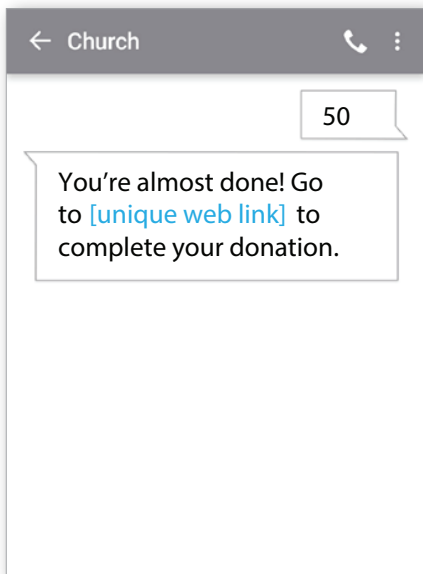 Church
50
You're almost done! Go
to [unique web link] to
complete your donation.